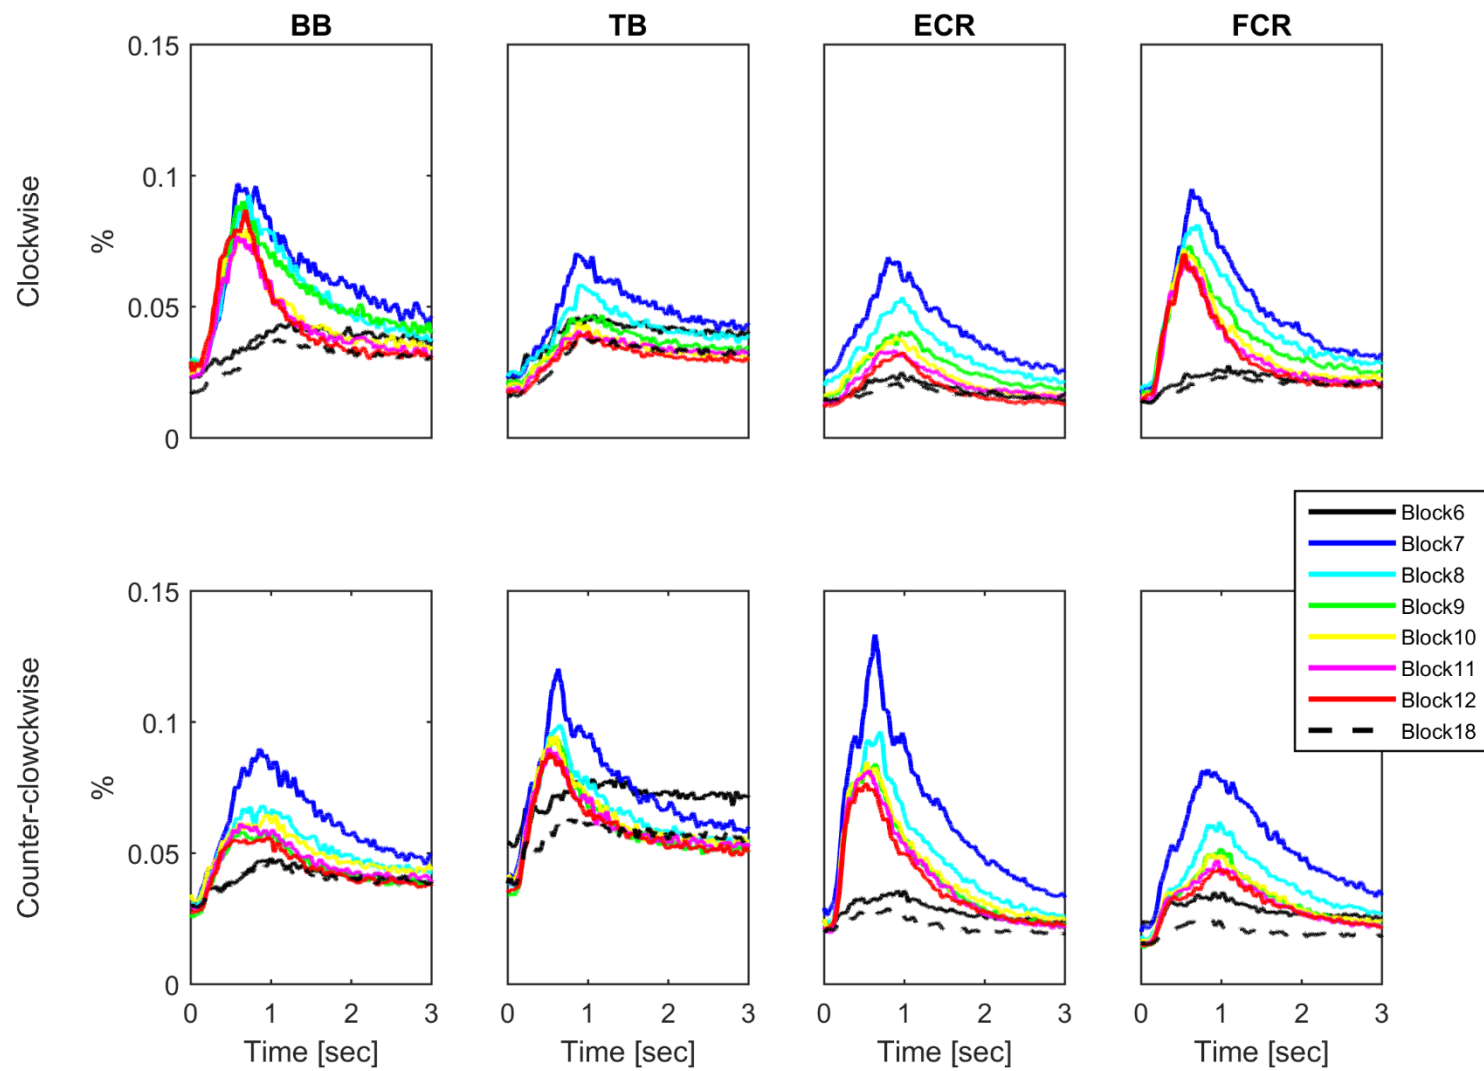 BB TB ECR FCR
0.15
0.1
0.05
0
%
Clockwise
Block6
Block7
Block8
Block9
Block10
Block11
Block12
Block18
0.15
0.1
0.05
0
%
Counter-clowckwise
0 1 2 3 0 1 2 3 0 1 2 3 0 1 2 3
Time [sec] Time [sec] Time [sec] Time [sec]